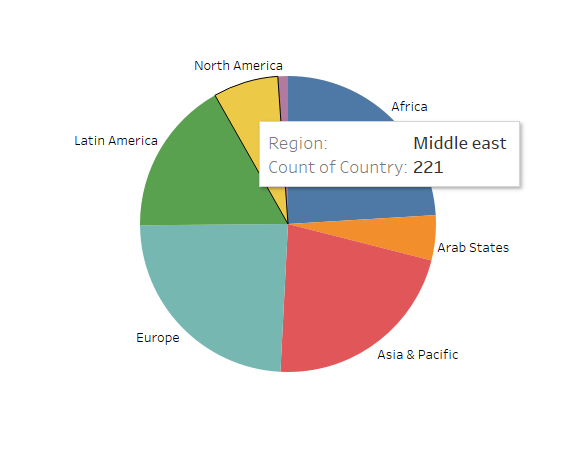 North America
Africa
Latin America
Region: Middle east
Count of Country: 221
Arab States
Europe
Asia & Pacific